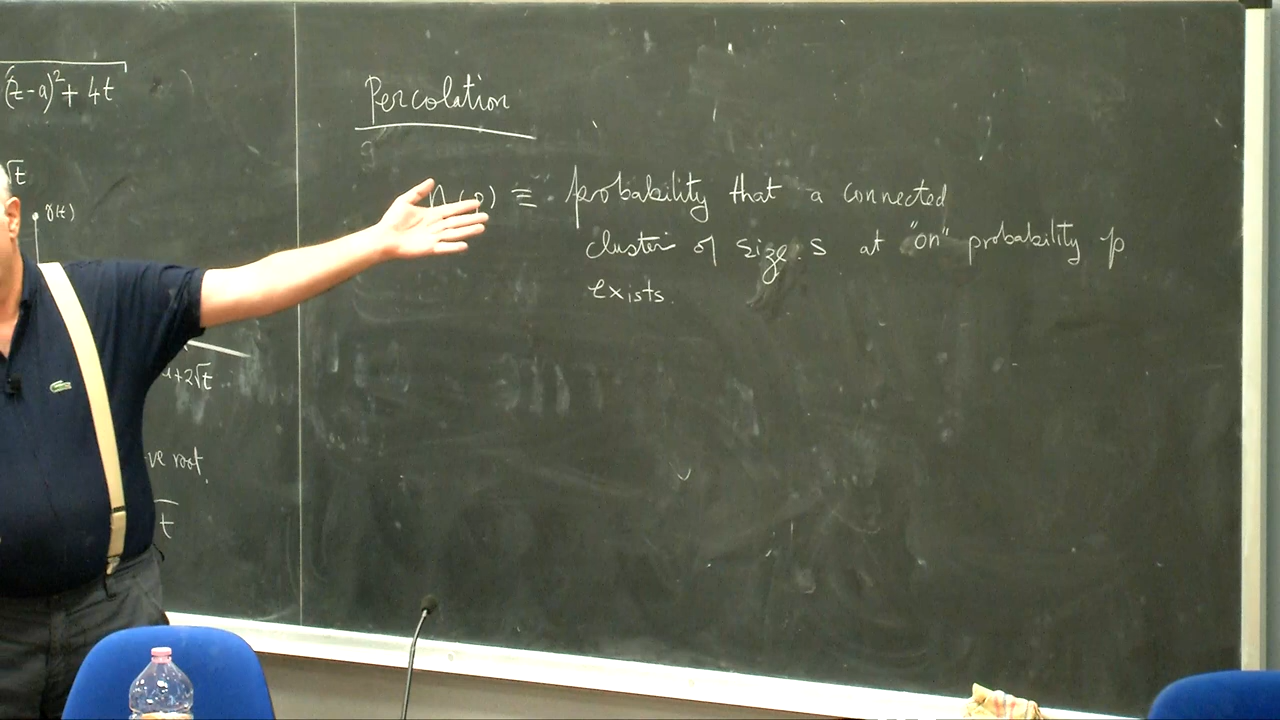 (z-a)²+ 4t
√t
γ(t)
+2√t
ve root.
t
Percolation
n (p) ≡ probability that a connected
cluster of size s at "on" probability p
exists.